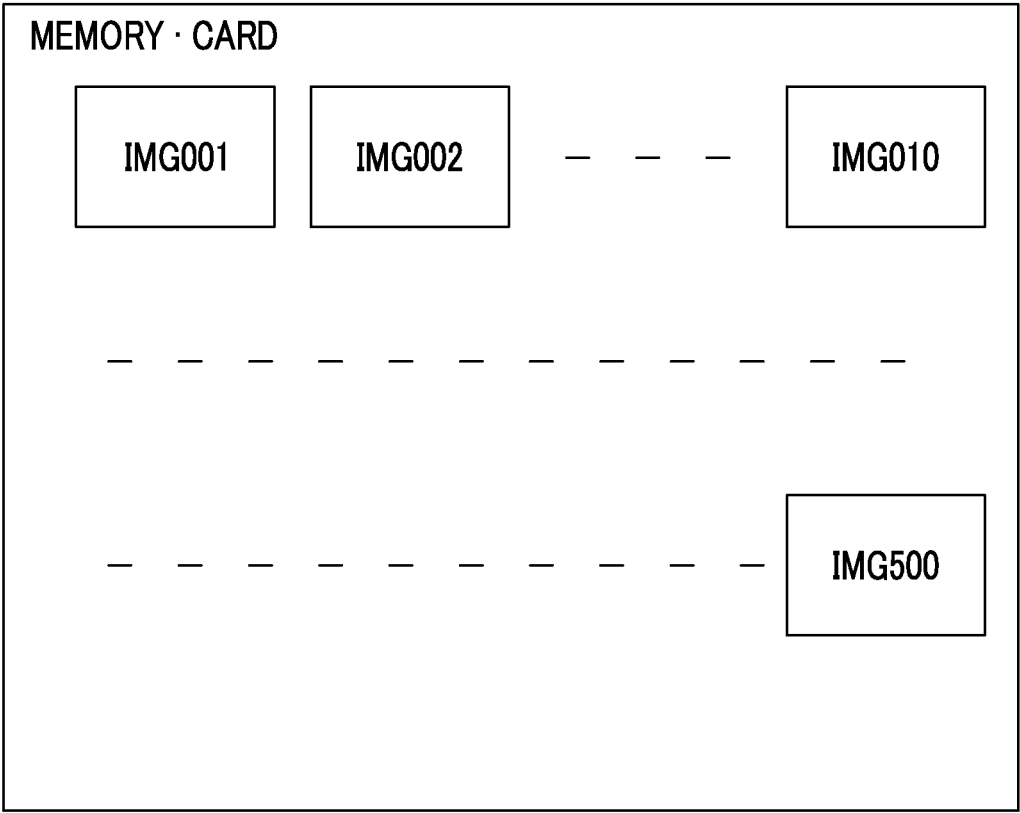 MEMORY · CARD
IMG001 IMG002 — — — IMG010
— — — — — — — — — — — —
— — — — — — — — — — IMG500